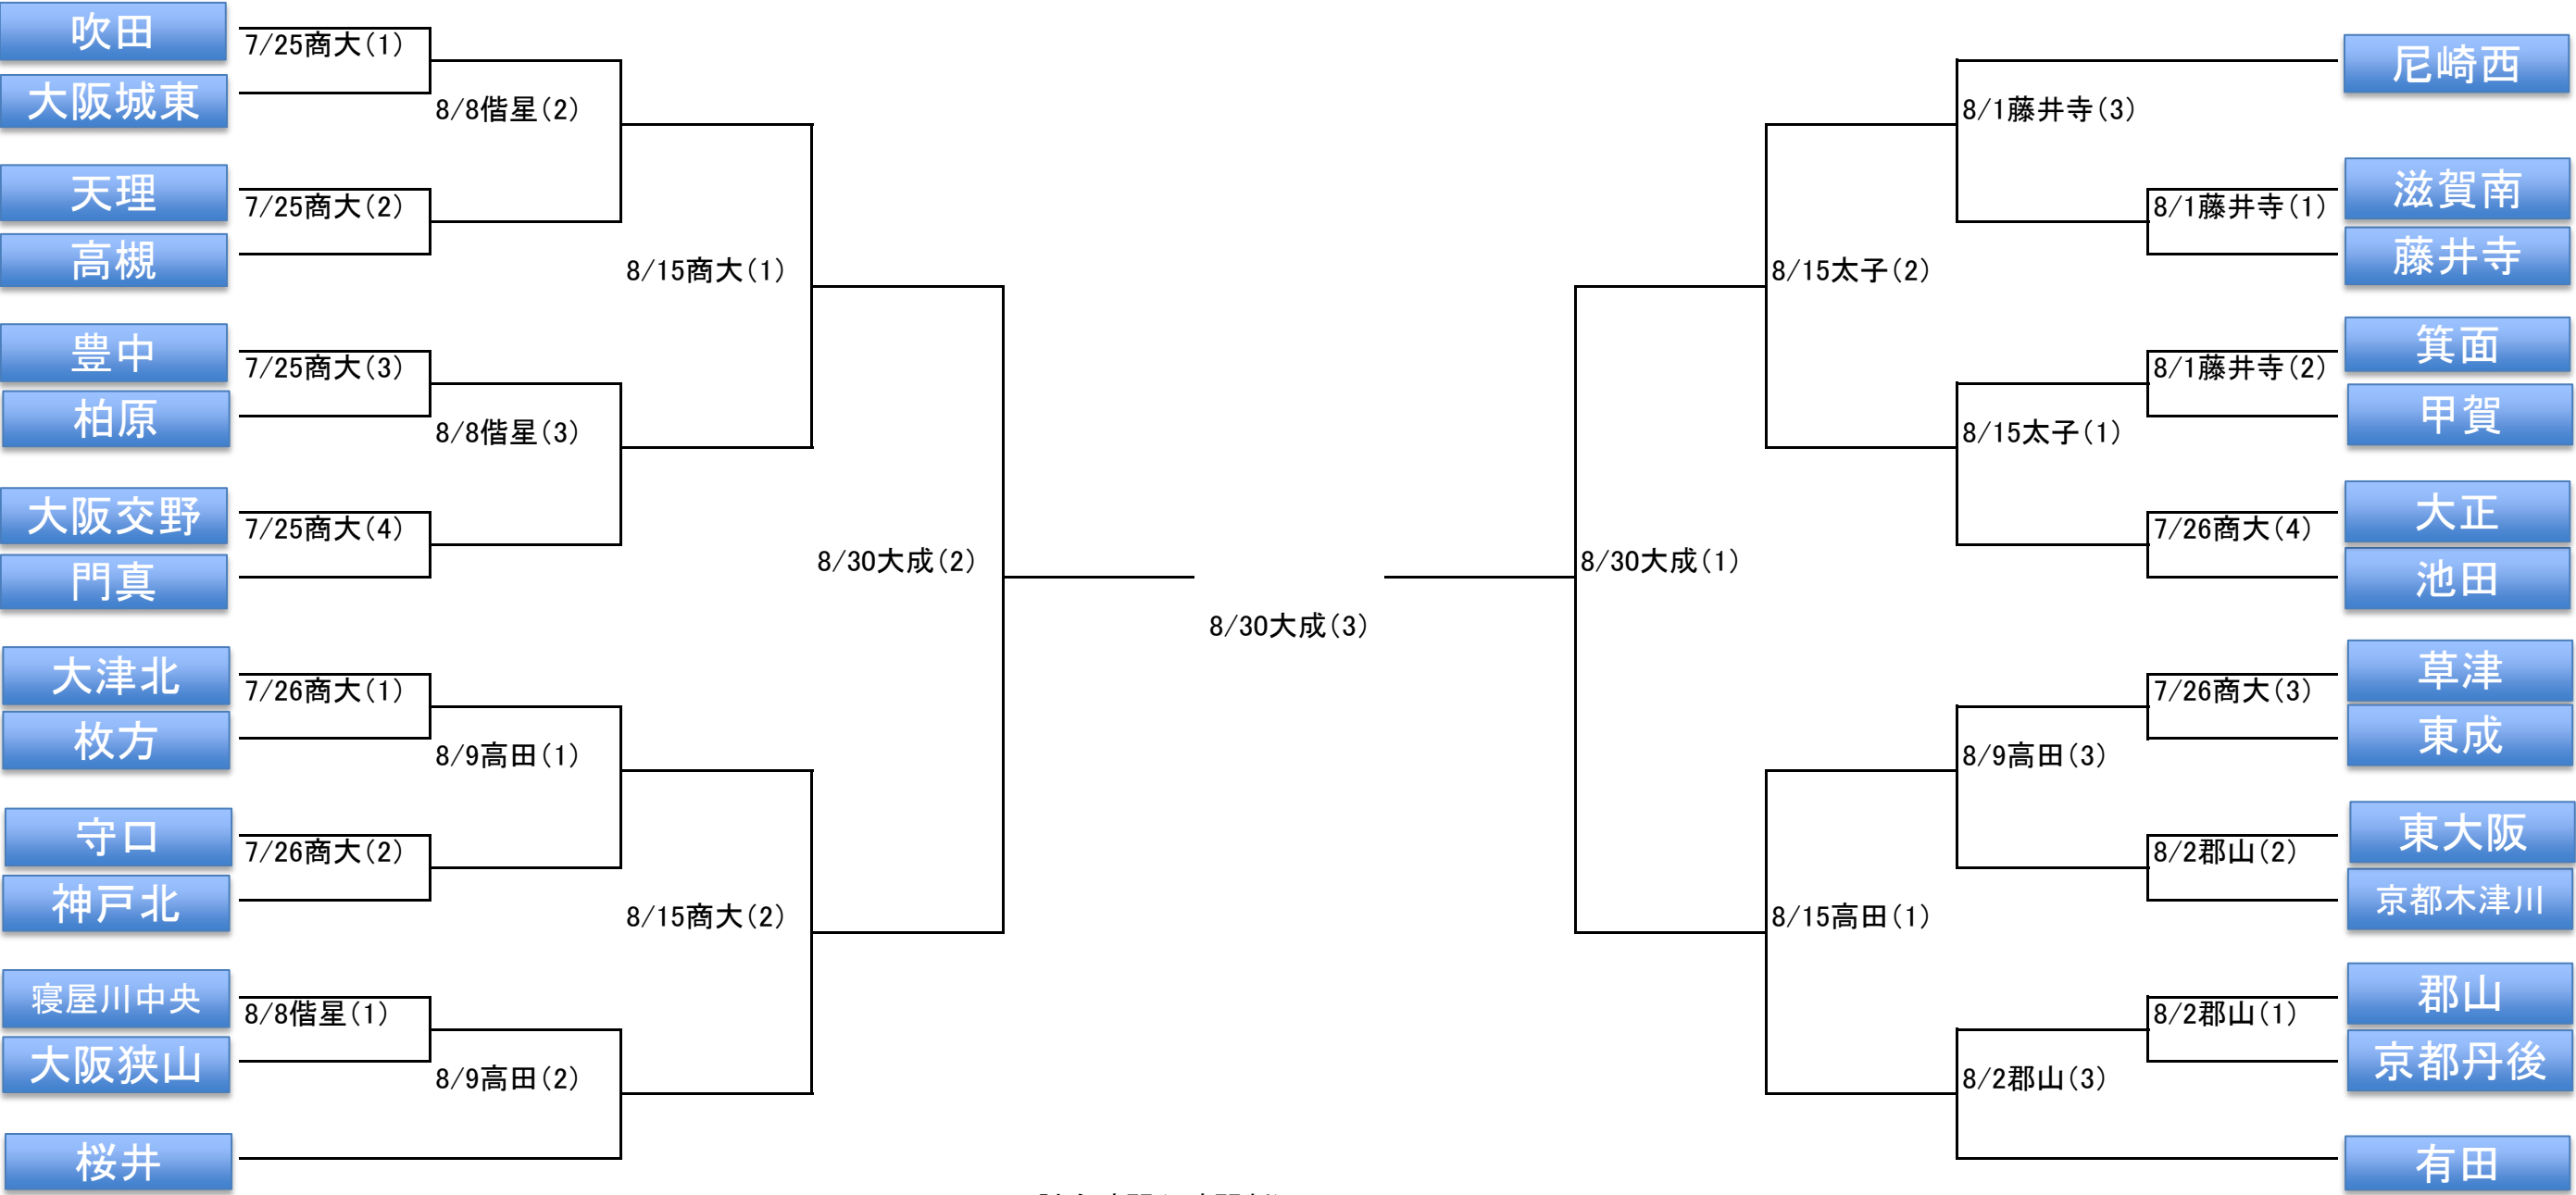 吹田
7/25商大(1)
大阪城東
8/8偕星(2)
天理
7/25商大(2)
高槻
8/15商大(1)
豊中
7/25商大(3)
柏原
8/8偕星(3)
大阪交野
7/25商大(4)
門真
8/30大成(2)
大津北
7/26商大(1)
枚方
8/9高田(1)
守口
7/26商大(2)
神戸北
8/15商大(2)
寝屋川中央
8/8偕星(1)
大阪狭山
8/9高田(2)
桜井
8/30大成(3)
尼崎西
8/1藤井寺(3)
滋賀南
8/1藤井寺(1)
藤井寺
8/15太子(2)
箕面
8/1藤井寺(2)
甲賀
8/15太子(1)
大正
7/26商大(4)
池田
8/30大成(1)
草津
7/26商大(3)
東成
8/9高田(3)
東大阪
8/2郡山(2)
京都木津川
8/15高田(1)
郡山
8/2郡山(1)
京都丹後
8/2郡山(3)
有田